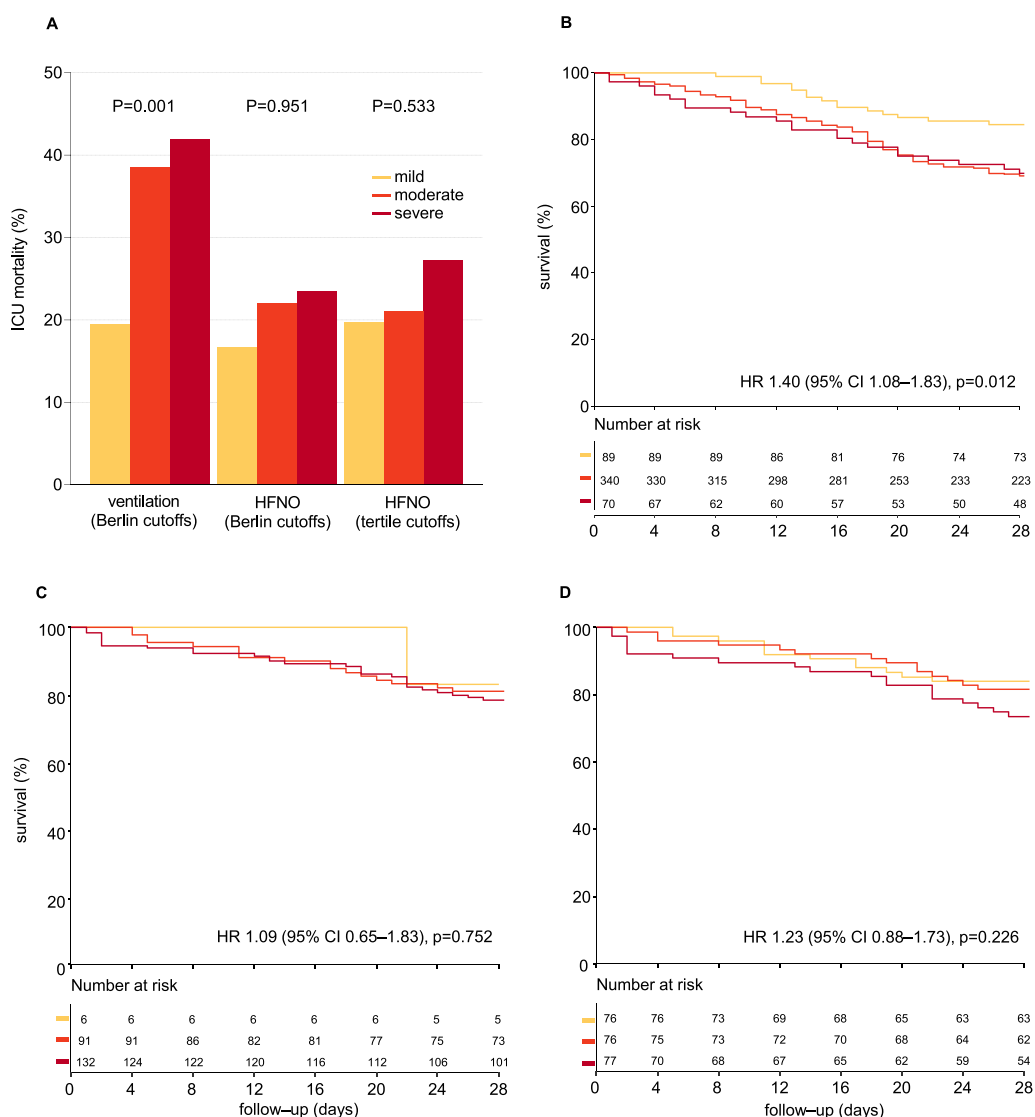 A
50
40
30
20
10
0
ICU mortality (%)
P=0.001 P=0.951 P=0.533
mild
moderate
severe
ventilation
(Berlin cutoffs)
HFNO
(Berlin cutoffs)
HFNO
(tertile cutoffs)
B
100
80
60
40
20
0
survival (%)
HR 1.40 (95% CI 1.08–1.83), p=0.012
Number at risk
89 89 89 86 81 76 74 73
340 330 315 298 281 253 233 223
70 67 62 60 57 53 50 48
0 4 8 12 16 20 24 28
C
100
80
60
40
20
0
survival (%)
HR 1.09 (95% CI 0.65–1.83), p=0.752
Number at risk
6 6 6 6 6 6 5 5
91 91 86 82 81 77 75 73
132 124 122 120 116 112 106 101
0 4 8 12 16 20 24 28
follow–up (days)
D
100
80
60
40
20
0
HR 1.23 (95% CI 0.88–1.73), p=0.226
Number at risk
76 76 73 69 68 65 63 63
76 75 73 72 70 68 64 62
77 70 68 67 65 62 59 54
0 4 8 12 16 20 24 28
follow–up (days)